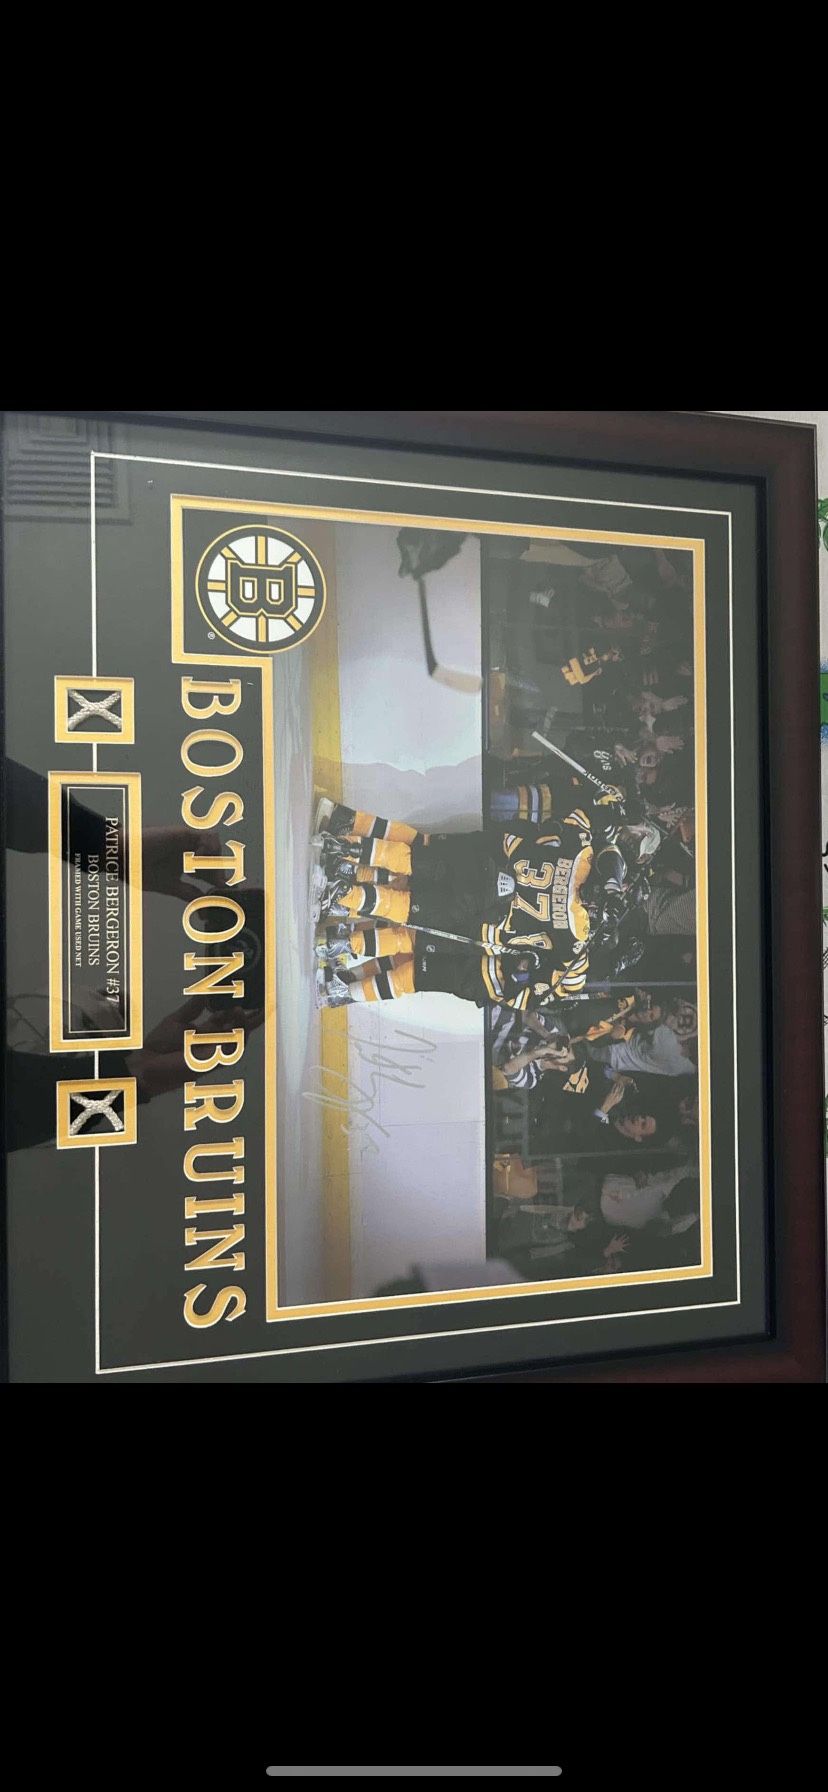 B
®
BERGERON
37
BOSTON BRUINS
PATRICE BERGERON #37
BOSTON BRUINS
FRAMED WITH GAME USED NET